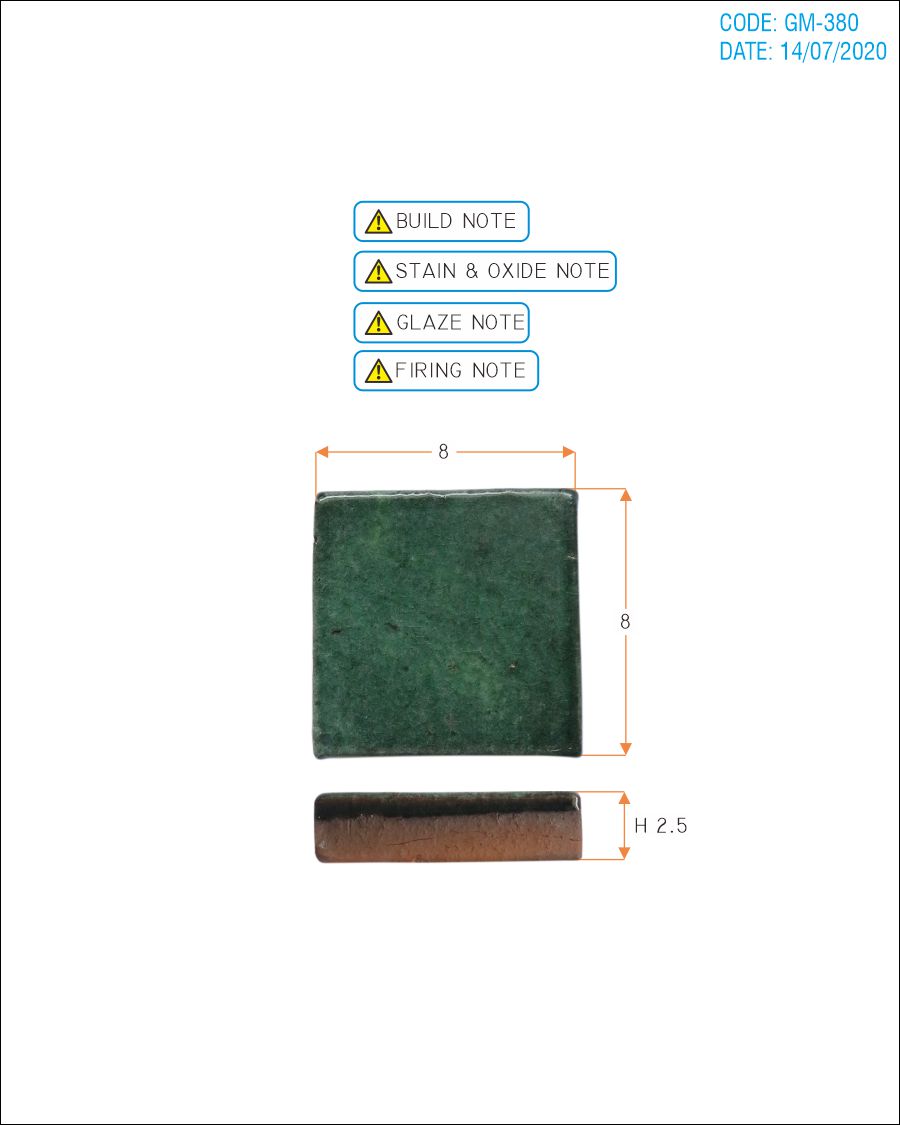 CODE: GM-380
DATE: 14/07/2020
BUILD NOTE
STAIN & OXIDE NOTE
GLAZE NOTE
FIRING NOTE
8
8
H 2.5